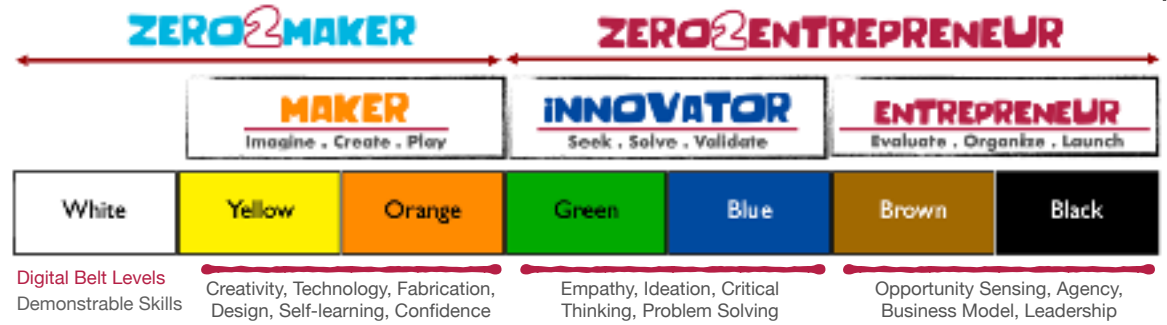 ZERO2MAKER
ZERO2ENTREPRENEUR
MAKER
Imagine . Create . Play
iNNOVATOR
Seek . Solve . Validate
ENTREPRENEUR
Evaluate . Organize . Launch
White
Yellow
Orange
Green
Blue
Brown
Black
Digital Belt Levels
Demonstrable Skills
Creativity, Technology, Fabrication,
Design, Self-learning, Confidence
Empathy, Ideation, Critical
Thinking, Problem Solving
Opportunity Sensing, Agency,
Business Model, Leadership